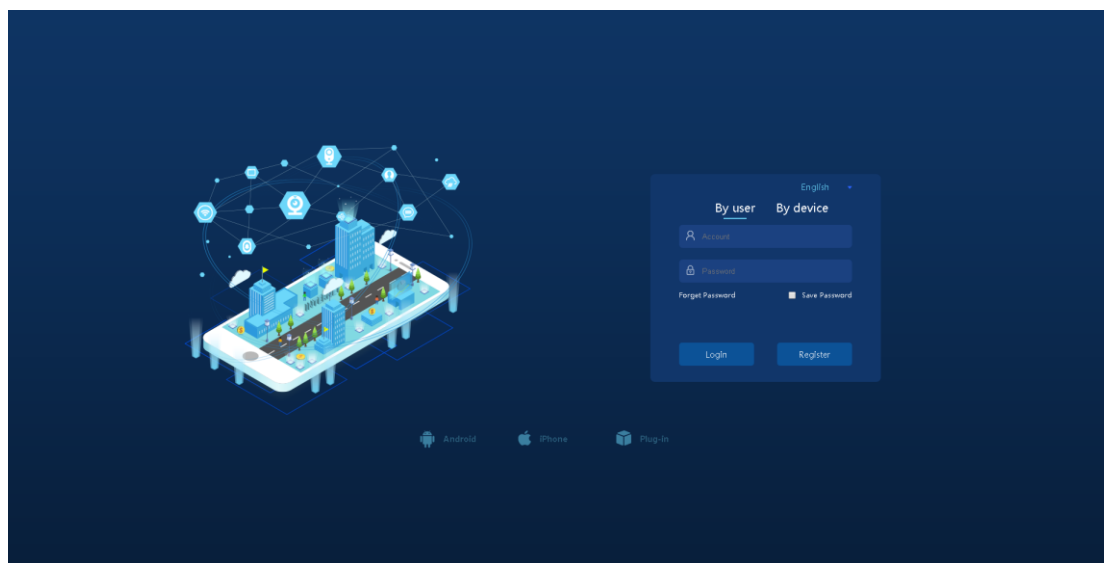 English
By user By device
Account
Password
Forget Password Save Password
Login Register
Android iPhone Plug-In